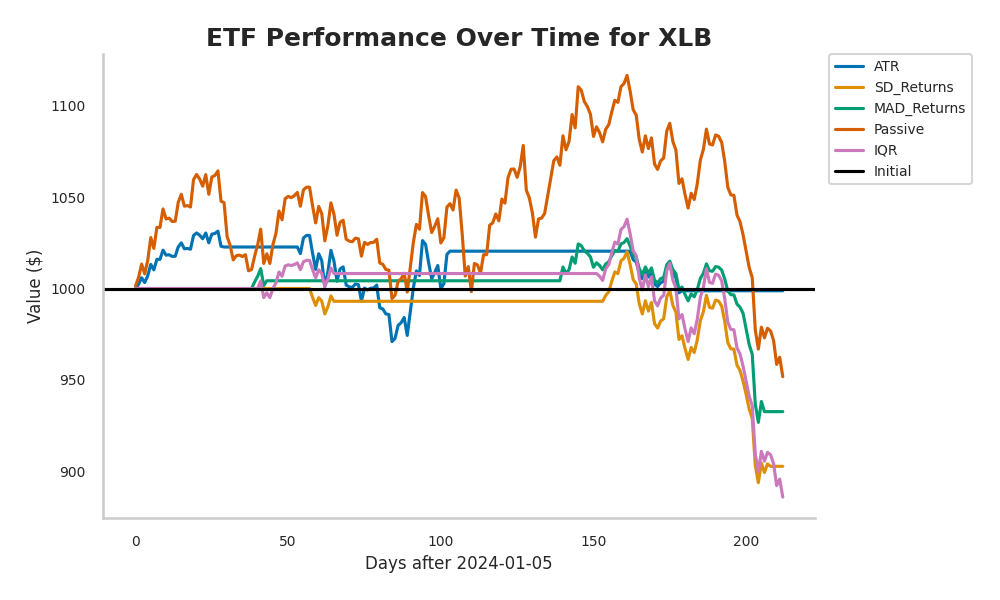 ETF Performance Over Time for XLB
ATR
SD_Returns
MAD_Returns
Passive
IQR
Initial
Value ($)
1100
1050
1000
950
900
0 50 100 150 200
Days after 2024-01-05